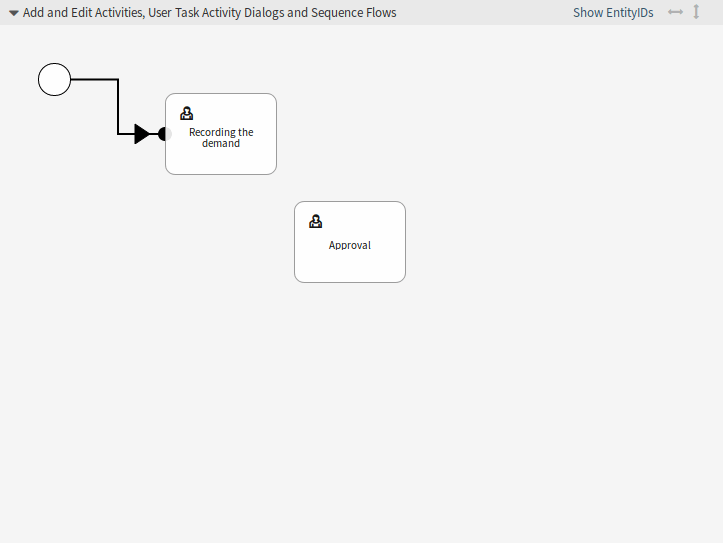 Add and Edit Activities, User Task Activity Dialogs and Sequence Flows
Show EntityIDs
Recording the
demand
Approval